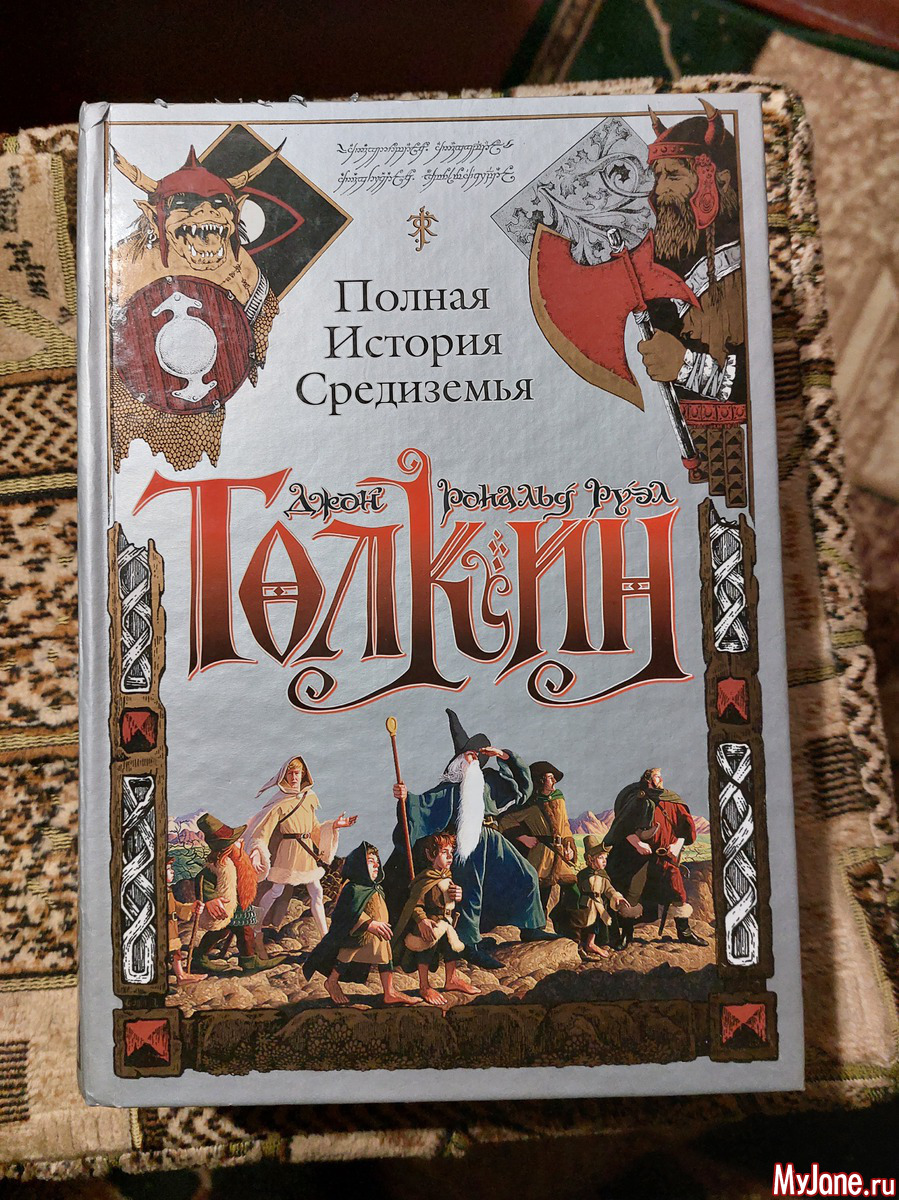 Полная
История
Средиземья
Джон Рональд Руэл
Толкин
MyJane.ru